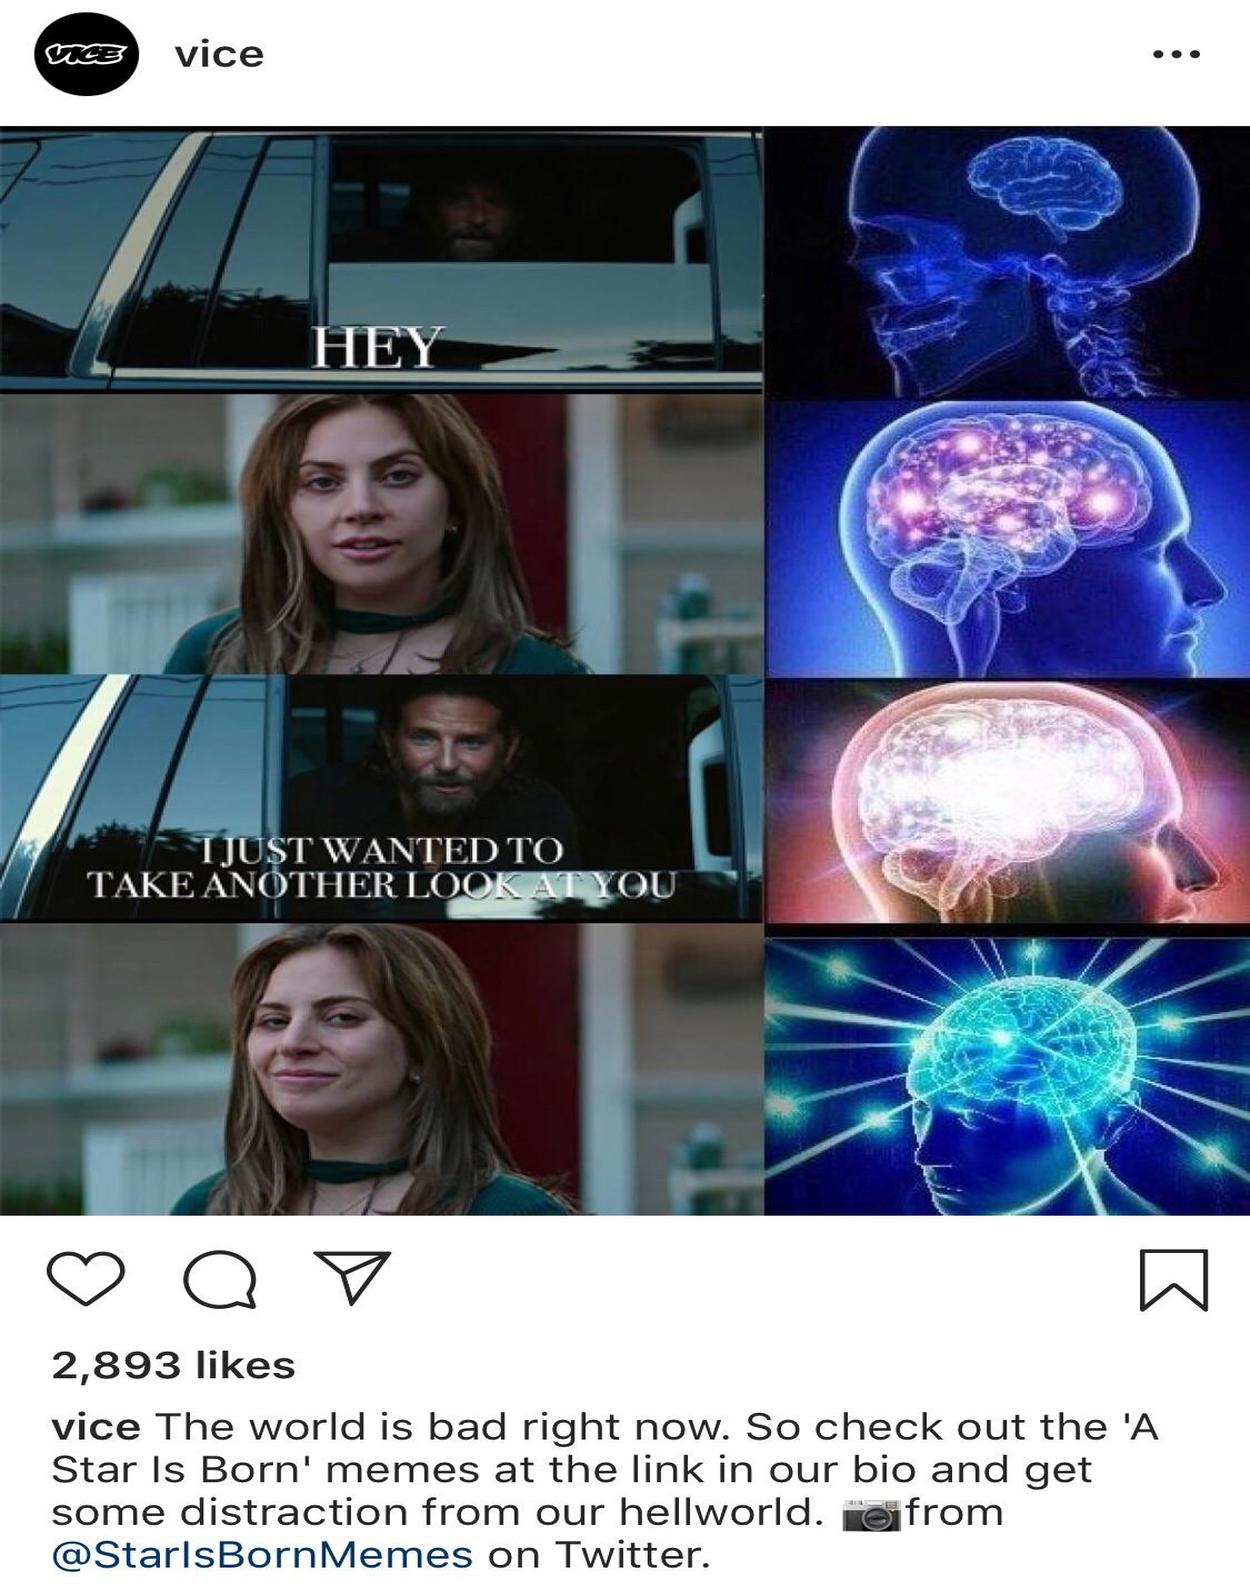 VICE
vice
HEY
I JUST WANTED TO
TAKE ANOTHER LOOK AT YOU
2,893 likes
vice The world is bad right now. So check out the 'A
Star Is Born' memes at the link in our bio and get
some distraction from our hellworld. 📷from
@StarIsBornMemes on Twitter.